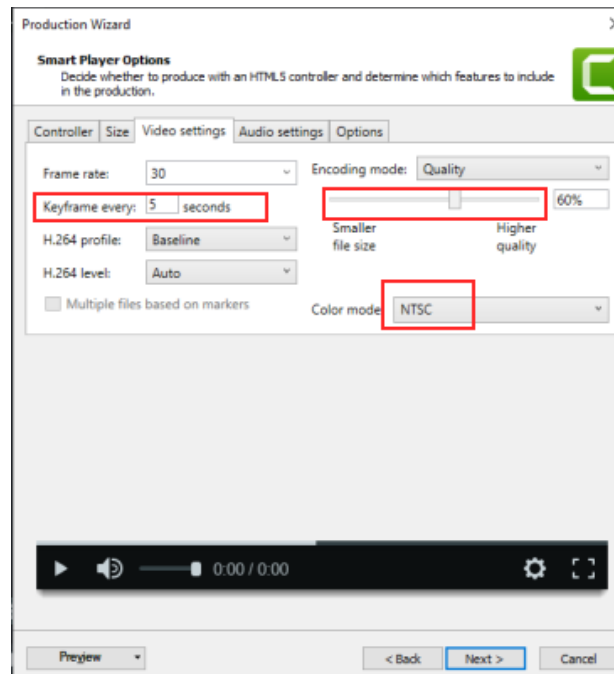 Production Wizard
Smart Player Options
Decide whether to produce with an HTML5 controller and determine which features to include
in the production.
Controller Size Video settings Audio settings Options
Frame rate: 30 Encoding mode: Quality
Keyframe every: 5 seconds 60%
Smaller file size Higher quality
H.264 profile: Baseline
H.264 level: Auto
Multiple files based on markers
Color mode NTSC
0:00 / 0:00
Preview < Back Next > Cancel